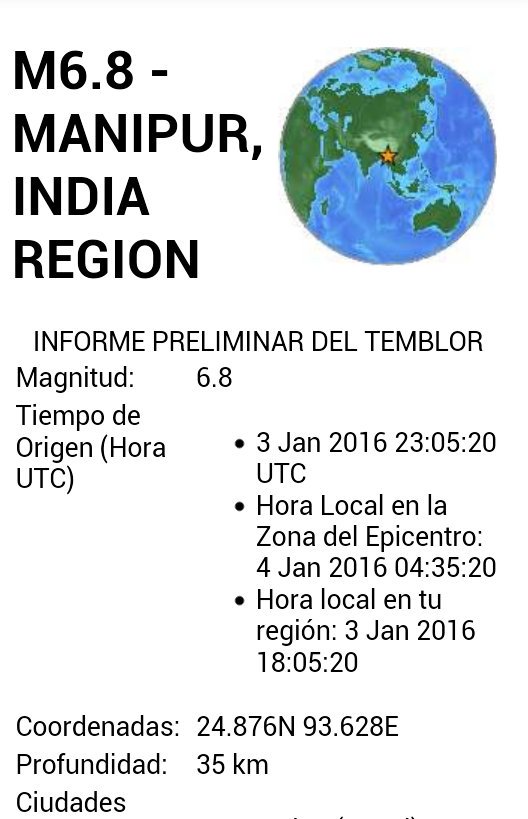 M6.8 -
MANIPUR,
INDIA
REGION
INFORME PRELIMINAR DEL TEMBLOR
Magnitud: 6.8
Tiempo de
Origen (Hora
UTC)
• 3 Jan 2016 23:05:20
UTC
• Hora Local en la
Zona del Epicentro:
4 Jan 2016 04:35:20
• Hora local en tu
región: 3 Jan 2016
18:05:20
Coordenadas: 24.876N 93.628E
Profundidad: 35 km
Ciudades